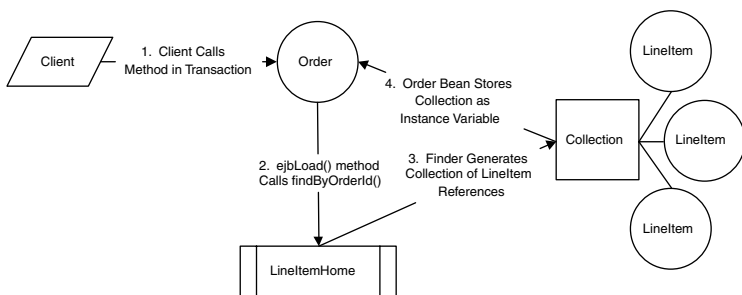 Client
1. Client Calls
Method in Transaction
Order
4. Order Bean Stores
Collection as
Instance Variable
LineItem
Collection
LineItem
LineItem
2. ejbLoad() method
Calls findByOrderId()
3. Finder Generates
Collection of LineItem
References
LineItemHome